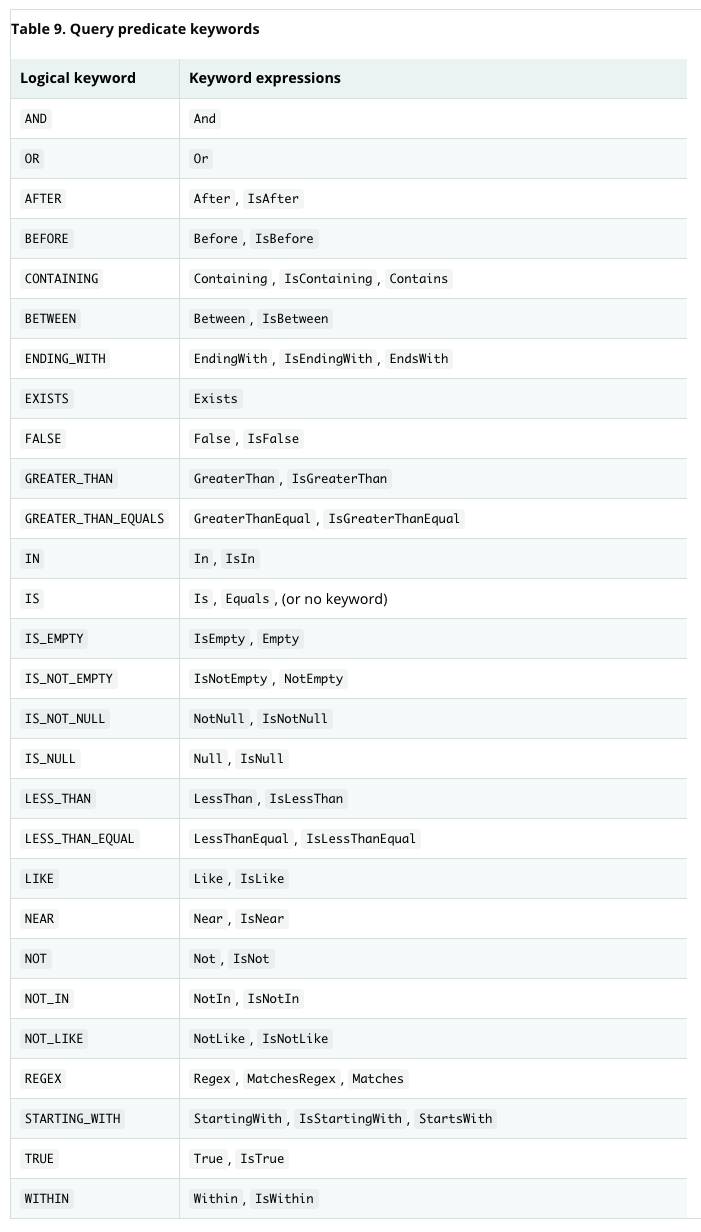 Table 9. Query predicate keywords
Logical keyword Keyword expressions
AND And
OR Or
AFTER After , IsAfter
BEFORE Before , IsBefore
CONTAINING Containing , IsContaining , Contains
BETWEEN Between , IsBetween
ENDING_WITH EndingWith , IsEndingWith , EndsWith
EXISTS Exists
FALSE False , IsFalse
GREATER_THAN GreaterThan , IsGreaterThan
GREATER_THAN_EQUALS GreaterThanEqual , IsGreaterThanEqual
IN In , IsIn
IS Is , Equals , (or no keyword)
IS_EMPTY IsEmpty , Empty
IS_NOT_EMPTY IsNotEmpty , NotEmpty
IS_NOT_NULL NotNull , IsNotNull
IS_NULL Null , IsNull
LESS_THAN LessThan , IsLessThan
LESS_THAN_EQUAL LessThanEqual , IsLessThanEqual
LIKE Like , IsLike
NEAR Near , IsNear
NOT Not , IsNot
NOT_IN NotIn , IsNotIn
NOT_LIKE NotLike , IsNotLike
REGEX Regex , MatchesRegex , Matches
STARTING_WITH StartingWith , IsStartingWith , StartsWith
TRUE True , IsTrue
WITHIN Within , IsWithin